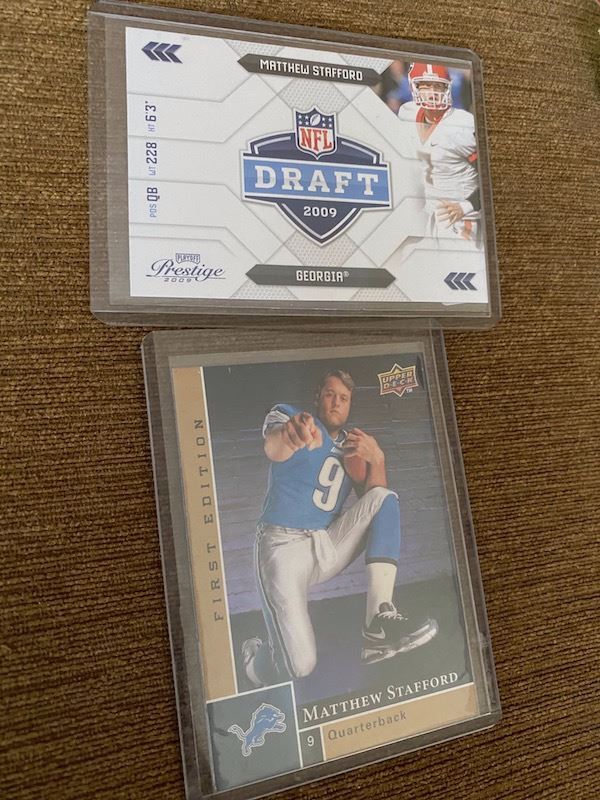 MATTHEW STAFFORD
NFL
DRAFT
2009
POS QB WT 228 HT 6'3"
PLAYOFF
Prestige
2009
GEORGIA®
UPPER
DECK
TM
FIRST EDITION
9
MATTHEW STAFFORD
9 Quarterback